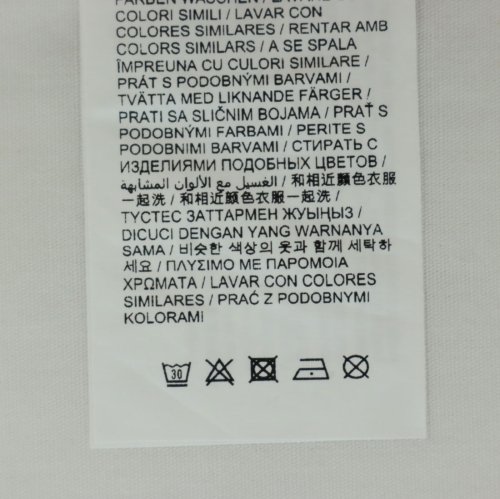 COLORI SIMILI / LAVAR CON
COLORES SIMILARES / RENTAR AMB
COLORS SIMILARS / A SE SPALA
ÎMPREUNA CU CULORI SIMILARE /
PRÁT S PODOBNÝMI BARVAMI /
TVÄTTA MED LIKNANDE FÄRGER /
PRATI SA SLIČNIM BOJAMA / PRAŤ S
PODOBNÝMI FARBAMI / PERITE S
PODOBNIMI BARVAMI / СТИРАТЬ С
ИЗДЕЛИЯМИ ПОДОБНЫХ ЦВЕТОВ /
الغسيل مع الألوان المشابهة / 和相近顏色衣服
一起洗 / 和相近颜色衣服一起洗 /
ТҮСТЕС ЗАТТАРМЕН ЖУЫҢЫЗ /
DICUCI DENGAN YANG WARNANYA
SAMA / 비슷한 색상의 옷과 함께 세탁하
세요 / ΠΛΥΣΙΜΟ ΜΕ ΠΑΡΟΜΟΙΑ
ΧΡΩΜΑΤΑ / LAVAR CON COLORES
SIMILARES / PRAĆ Z PODOBNYMI
KOLORAMI
30